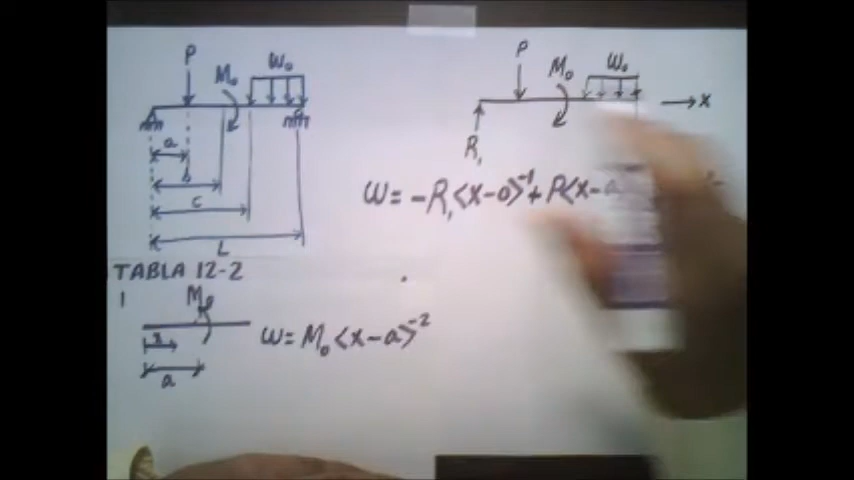 P
M₀
W₀
a
b
c
L
P
M₀
W₀
x
R₁
W = -R₁<x-0>⁻¹ + P<x-a
TABLA 12-2
1
M₀
x
a
W = M₀<x-a>⁻²